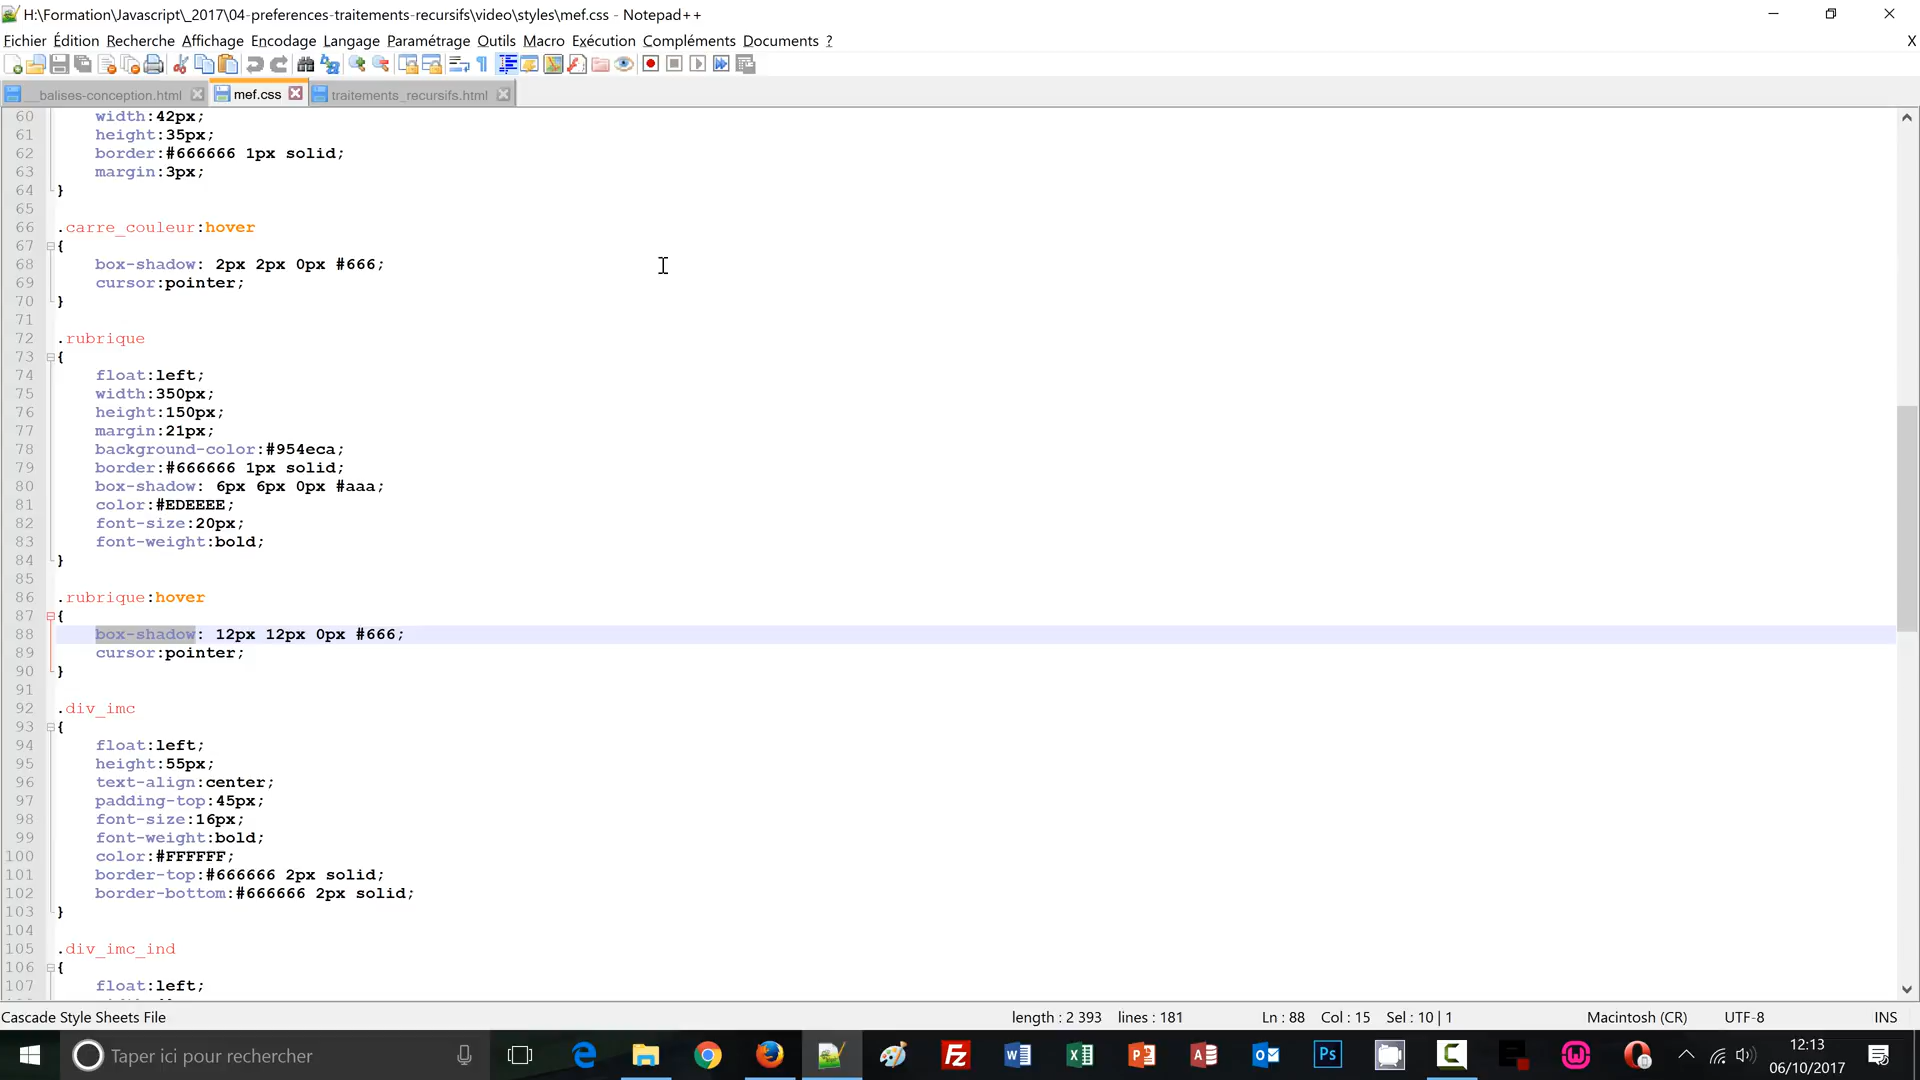 H:\Formation\Javascript\_2017\04-preferences-traitements-recursifs\video\styles\mef.css - Notepad++
Fichier Édition Recherche Affichage Encodage Langage Paramétrage Outils Macro Exécution Compléments Documents ? X
__balises-conception.html mef.css traitements_recursifs.html
60 width:42px;
61 height:35px;
62 border:#666666 1px solid;
63 margin:3px;
64 }
65
66 .carre_couleur:hover
67 {
68 box-shadow: 2px 2px 0px #666;
69 cursor:pointer;
70 }
71
72 .rubrique
73 {
74 float:left;
75 width:350px;
76 height:150px;
77 margin:21px;
78 background-color:#954eca;
79 border:#666666 1px solid;
80 box-shadow: 6px 6px 0px #aaa;
81 color:#EDEEEE;
82 font-size:20px;
83 font-weight:bold;
84 }
85
86 .rubrique:hover
87 {
88 box-shadow: 12px 12px 0px #666;
89 cursor:pointer;
90 }
91
92 .div_imc
93 {
94 float:left;
95 height:55px;
96 text-align:center;
97 padding-top:45px;
98 font-size:16px;
99 font-weight:bold;
100 color:#FFFFFF;
101 border-top:#666666 2px solid;
102 border-bottom:#666666 2px solid;
103 }
104
105 .div_imc_ind
106 {
107 float:left;
Cascade Style Sheets File length : 2 393 lines : 181 Ln : 88 Col : 15 Sel : 10 | 1 Macintosh (CR) UTF-8 INS
Taper ici pour rechercher
12:13
06/10/2017